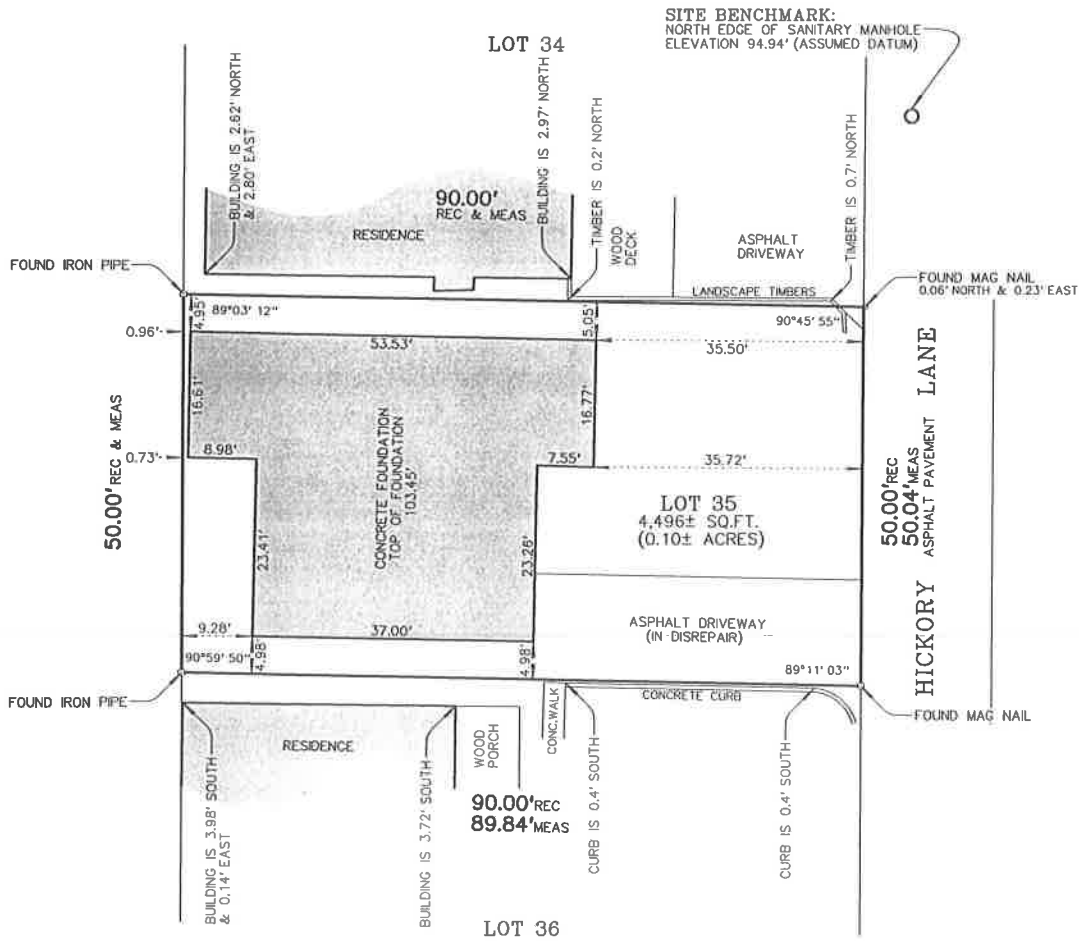 SITE BENCHMARK:
NORTH EDGE OF SANITARY MANHOLE
ELEVATION 94.94' (ASSUMED DATUM)
LOT 34
BUILDING IS 2.62' NORTH
& 2.80' EAST
BUILDING IS 2.97' NORTH
TIMBER IS 0.2' NORTH
TIMBER IS 0.7' NORTH
90.00'
REC & MEAS
RESIDENCE
WOOD
DECK
ASPHALT
DRIVEWAY
FOUND IRON PIPE
LANDSCAPE TIMBERS
FOUND MAG NAIL
0.06' NORTH & 0.23' EAST
4.95'
89°03' 12"
5.05'
90°45' 55"
0.96'
53.53'
35.50'
16.61'
16.77'
50.00' REC & MEAS
CONCRETE FOUNDATION
TOP OF FOUNDATION
103.45'
0.73'
8.98'
7.55'
35.72'
LOT 35
4,496± SQ.FT.
(0.10± ACRES)
50.00' REC
50.04' MEAS
ASPHALT PAVEMENT
HICKORY LANE
23.41'
23.26'
ASPHALT DRIVEWAY
(IN DISREPAIR)
9.28'
37.00'
90°59' 50"
4.98'
4.98'
89°11' 03"
FOUND IRON PIPE
CONCRETE CURB
FOUND MAG NAIL
RESIDENCE
WOOD
PORCH
CONC.WALK
BUILDING IS 3.98' SOUTH
& 0.14' EAST
BUILDING IS 3.72' SOUTH
90.00' REC
89.84' MEAS
CURB IS 0.4' SOUTH
CURB IS 0.4' SOUTH
LOT 36